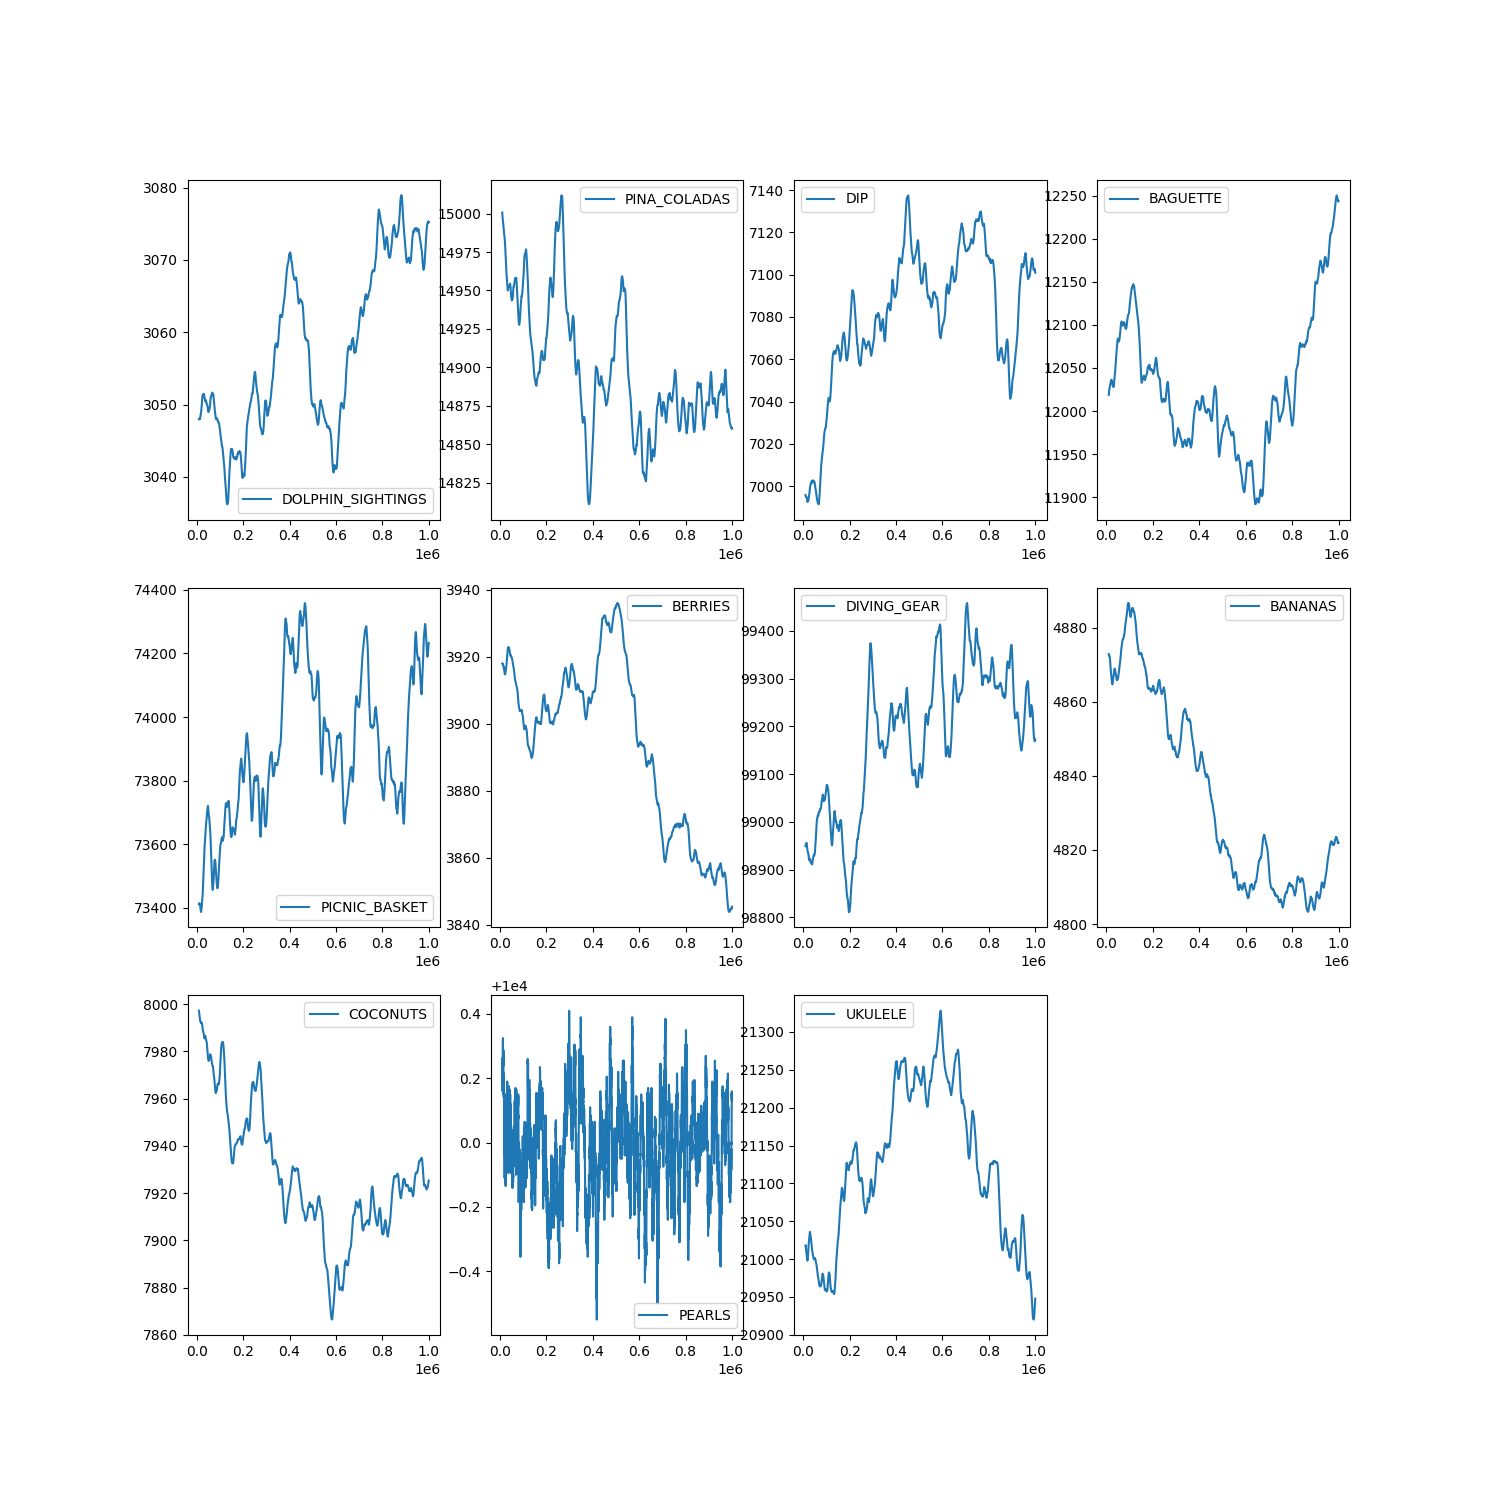 DOLPHIN_SIGHTINGS
3080
3070
3060
3050
3040
0.0 0.2 0.4 0.6 0.8 1.0
1e6
PINA_COLADAS
15000
14975
14950
14925
14900
14875
14850
14825
0.0 0.2 0.4 0.6 0.8 1.0
1e6
DIP
7140
7120
7100
7080
7060
7040
7020
7000
0.0 0.2 0.4 0.6 0.8 1.0
1e6
BAGUETTE
12250
12200
12150
12100
12050
12000
11950
11900
0.0 0.2 0.4 0.6 0.8 1.0
1e6
PICNIC_BASKET
74400
74200
74000
73800
73600
73400
0.0 0.2 0.4 0.6 0.8 1.0
1e6
BERRIES
3940
3920
3900
3880
3860
3840
0.0 0.2 0.4 0.6 0.8 1.0
1e6
DIVING_GEAR
99400
99300
99200
99100
99000
98900
98800
0.0 0.2 0.4 0.6 0.8 1.0
1e6
BANANAS
4880
4860
4840
4820
4800
0.0 0.2 0.4 0.6 0.8 1.0
1e6
COCONUTS
8000
7980
7960
7940
7920
7900
7880
7860
0.0 0.2 0.4 0.6 0.8 1.0
1e6
+1e4
0.4
0.2
0.0
−0.2
−0.4
PEARLS
0.0 0.2 0.4 0.6 0.8 1.0
1e6
UKULELE
21300
21250
21200
21150
21100
21050
21000
20950
20900
0.0 0.2 0.4 0.6 0.8 1.0
1e6